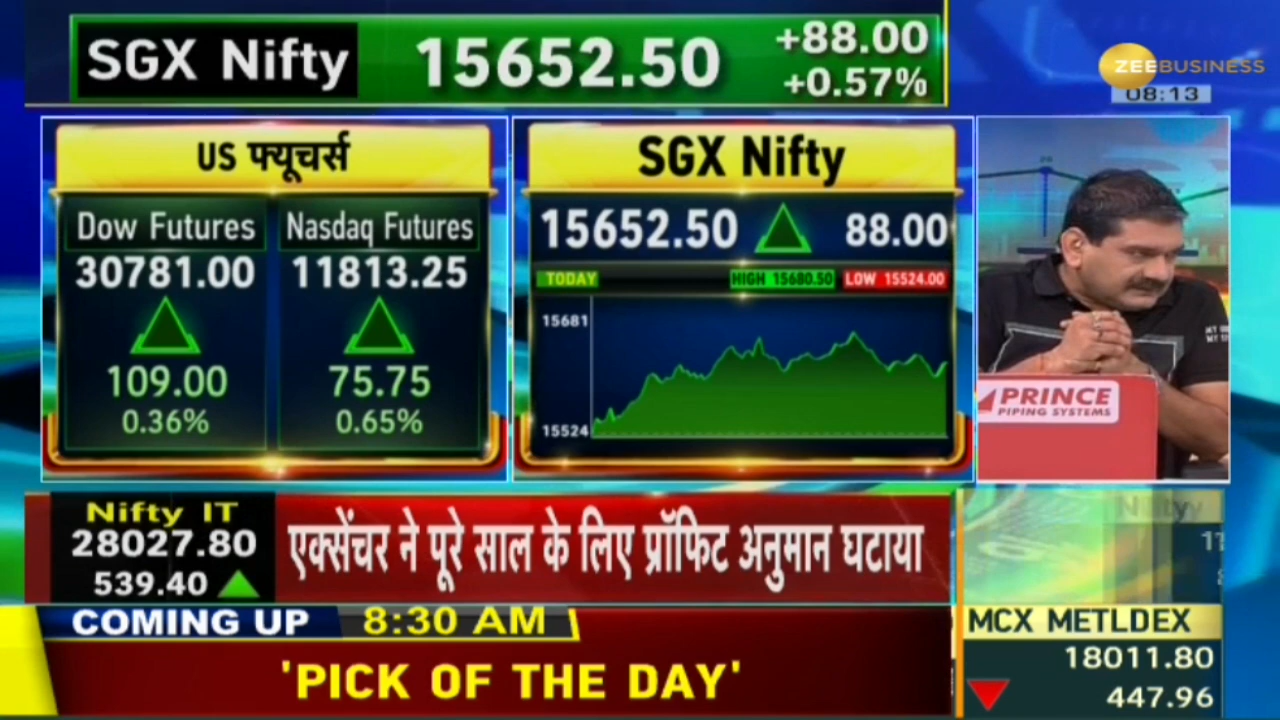 SGX Nifty 15652.50 +88.00
+0.57%
ZEEBUSINESS
08:13
US फ्यूचर्स
Dow Futures Nasdaq Futures
30781.00 11813.25
109.00 75.75
0.36% 0.65%
SGX Nifty
15652.50 88.00
TODAY HIGH 15680.50 LOW 15524.00
15681
15524
PRINCE
PIPING SYSTEMS
Nifty IT
28027.80
539.40
एक्सेंचर ने पूरे साल के लिए प्रॉफिट अनुमान घटाया
COMING UP 8:30 AM
'PICK OF THE DAY'
MCX METLDEX
18011.80
447.96